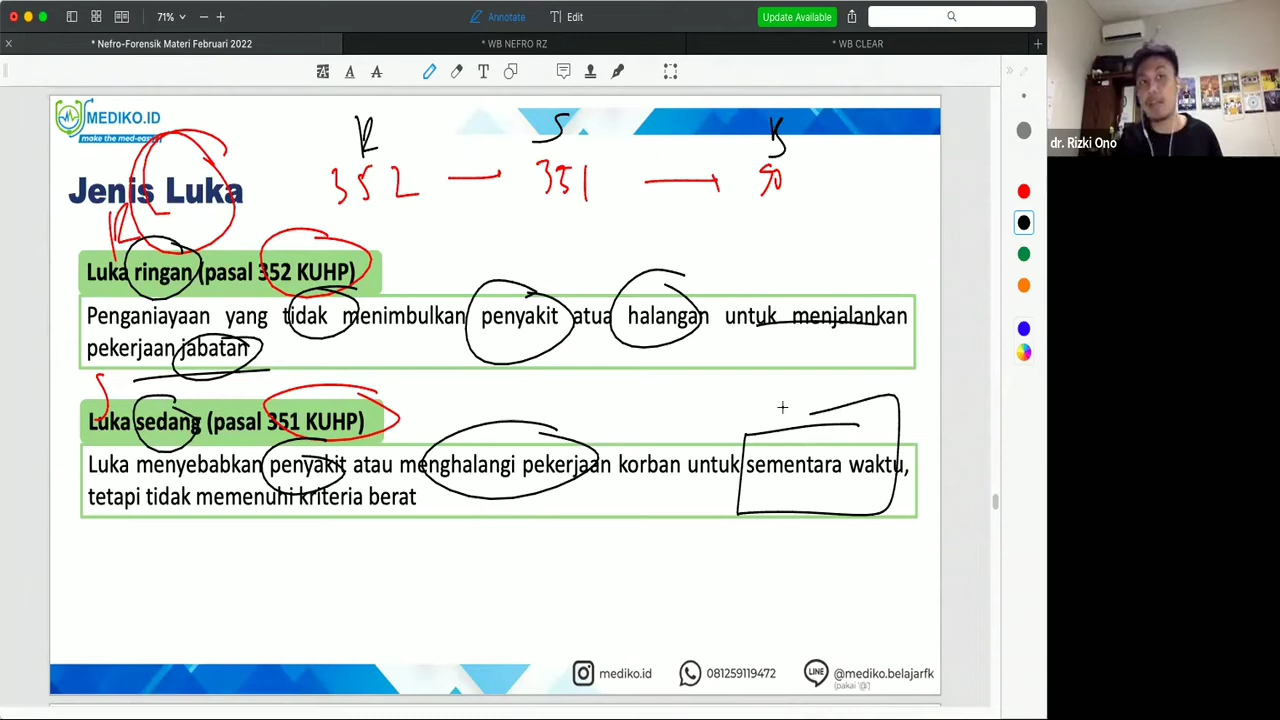 71%
Annotate
Edit
Update Available
* Nefro-Forensik Materi Februari 2022
* WB NEFRO RZ
* WB CLEAR
MEDIKO.ID
make the med-easy!
R S B
352 — 351 — 90
Jenis Luka
R
Luka ringan (pasal 352 KUHP)
Penganiayaan yang tidak menimbulkan penyakit atua halangan untuk menjalankan
pekerjaan jabatan
S
Luka sedang (pasal 351 KUHP)
Luka menyebabkan penyakit atau menghalangi pekerjaan korban untuk sementara waktu,
tetapi tidak memenuhi kriteria berat
mediko.id
081259119472
LINE
@mediko.belajarfk
(pakai '@')
dr. Rizki Ono